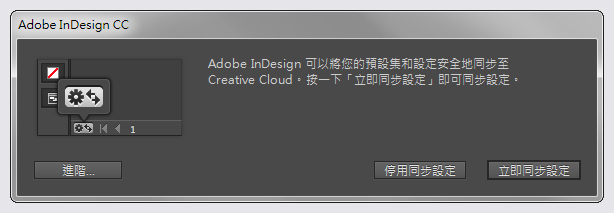 Adobe InDesign CC
Adobe InDesign 可以將您的預設集和設定安全地同步至
Creative Cloud。按一下「立即同步設定」即可同步設定。
1
進階...
停用同步設定
立即同步設定